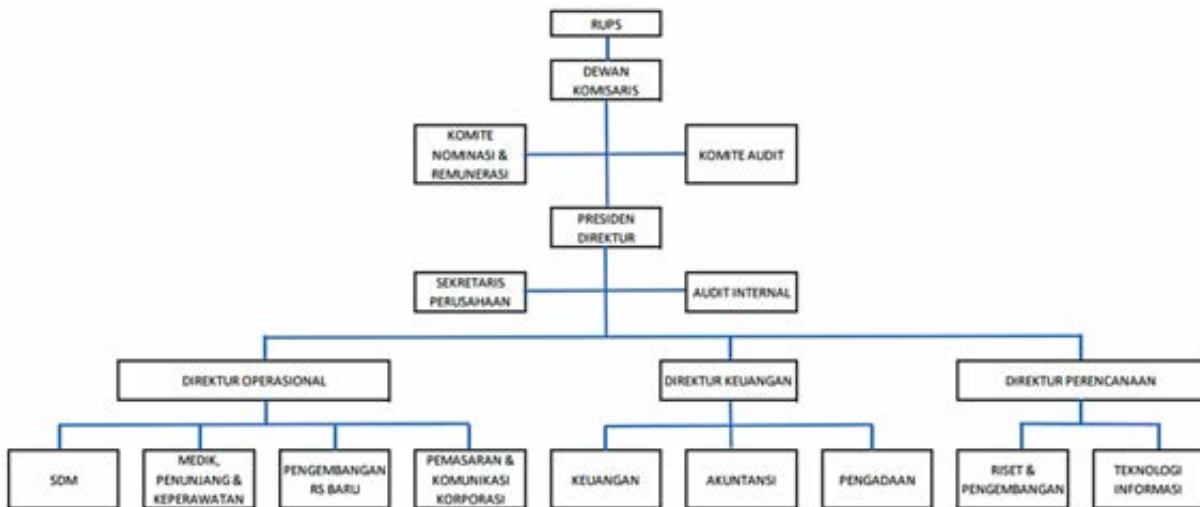 RUPS
DEWAN
KOMISARIS
KOMITE
NOMINASI &
REMUNERASI
KOMITE AUDIT
PRESIDEN
DIREKTUR
SEKRETARIS
PERUSAHAAN
AUDIT INTERNAL
DIREKTUR OPERASIONAL
DIREKTUR KEUANGAN
DIREKTUR PERENCANAAN
SDM
MEDIK,
PENUNJANG &
KEPERAWATAN
PENGEMBANGAN
RS BARU
PEMASARAN &
KOMUNIKASI
KORPORASI
KEUANGAN
AKUNTANSI
PENGADAAN
RISET &
PENGEMBANGAN
TEKNOLOGI
INFORMASI